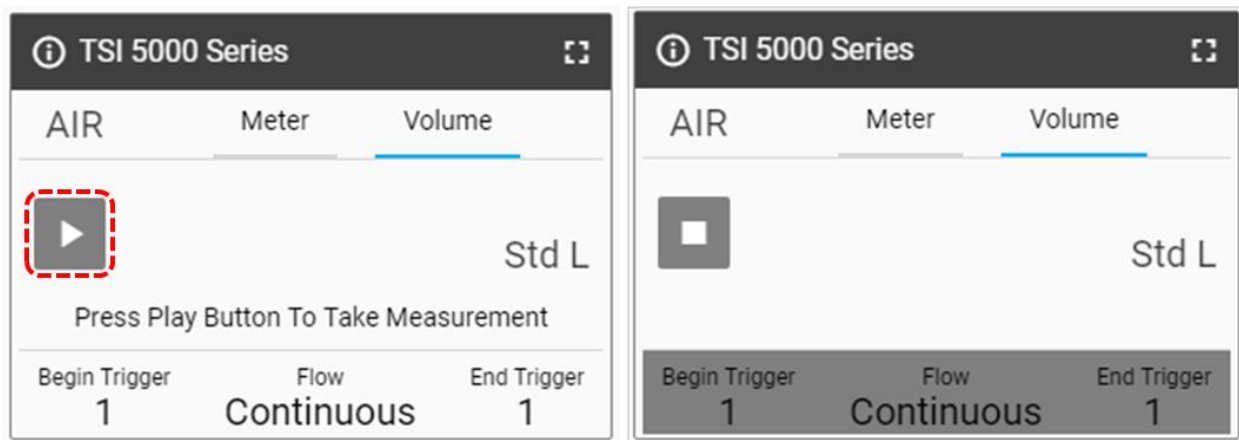 TSI 5000 Series
AIR Meter Volume
Std L
Press Play Button To Take Measurement
Begin Trigger Flow End Trigger
1 Continuous 1
TSI 5000 Series
AIR Meter Volume
Std L
Begin Trigger Flow End Trigger
1 Continuous 1